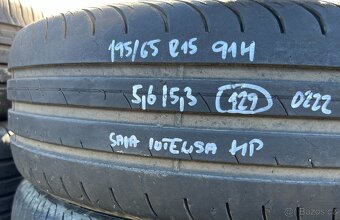 195/65 R15 91H
5,6/5,3 129 0222
SAVA INTENSA HP